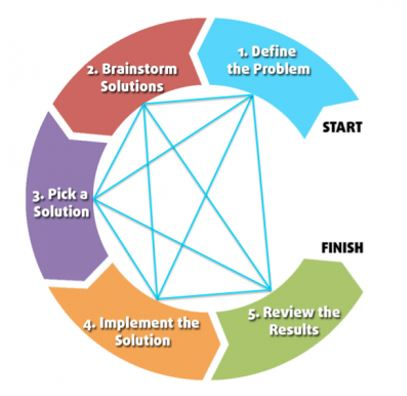 1. Define
the Problem
START
2. Brainstorm
Solutions
3. Pick a
Solution
4. Implement the
Solution
5. Review the
Results
FINISH